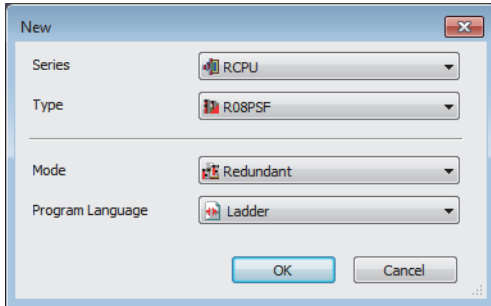 New
Series RCPU
Type R08PSF
Mode Redundant
Program Language Ladder
OK Cancel